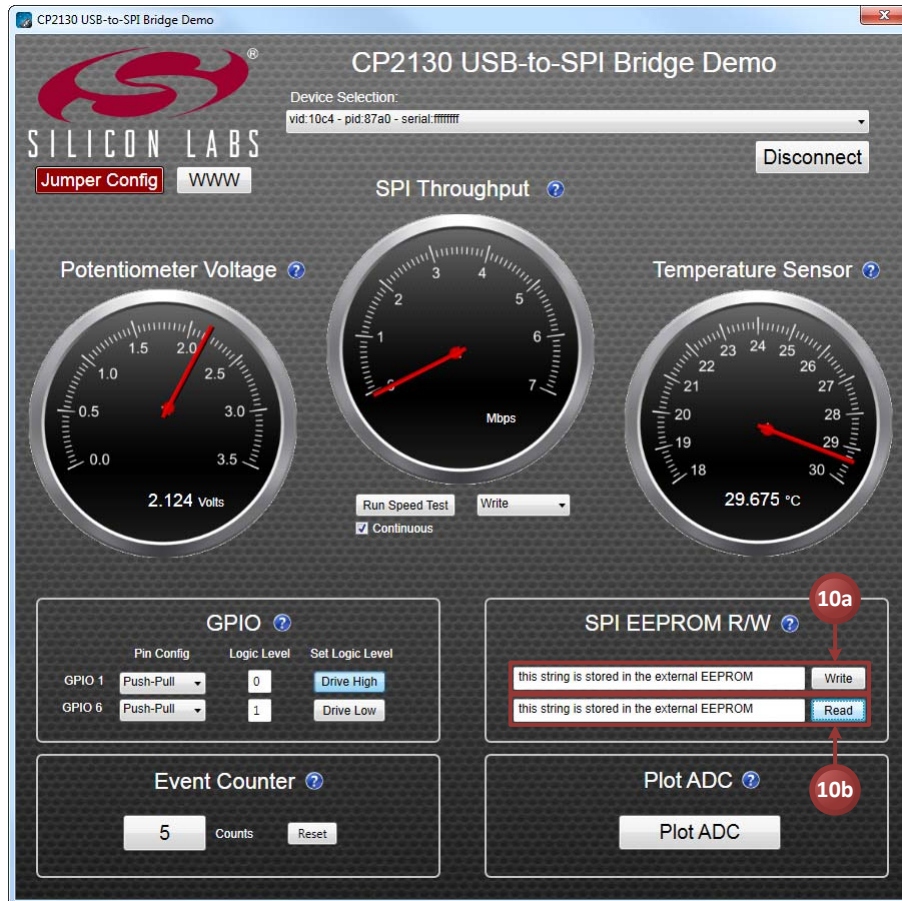 CP2130 USB-to-SPI Bridge Demo
x
®
SILICON LABS
CP2130 USB-to-SPI Bridge Demo
Device Selection:
vid:10c4 - pid:87a0 - serial:ffffffff
Disconnect
Jumper Config WWW
SPI Throughput ?
0 1 2 3 4 5 6 7
Mbps
Run Speed Test Write
Continuous
Potentiometer Voltage ?
0.0 0.5 1.0 1.5 2.0 2.5 3.0 3.5
2.124 Volts
Temperature Sensor ?
18 19 20 21 22 23 24 25 26 27 28 29 30
29.675 °C
GPIO ?
Pin Config Logic Level Set Logic Level
GPIO 1 Push-Pull 0 Drive High
GPIO 6 Push-Pull 1 Drive Low
10a
SPI EEPROM R/W ?
this string is stored in the external EEPROM Write
this string is stored in the external EEPROM Read
10b
Event Counter ?
5 Counts Reset
Plot ADC ?
Plot ADC